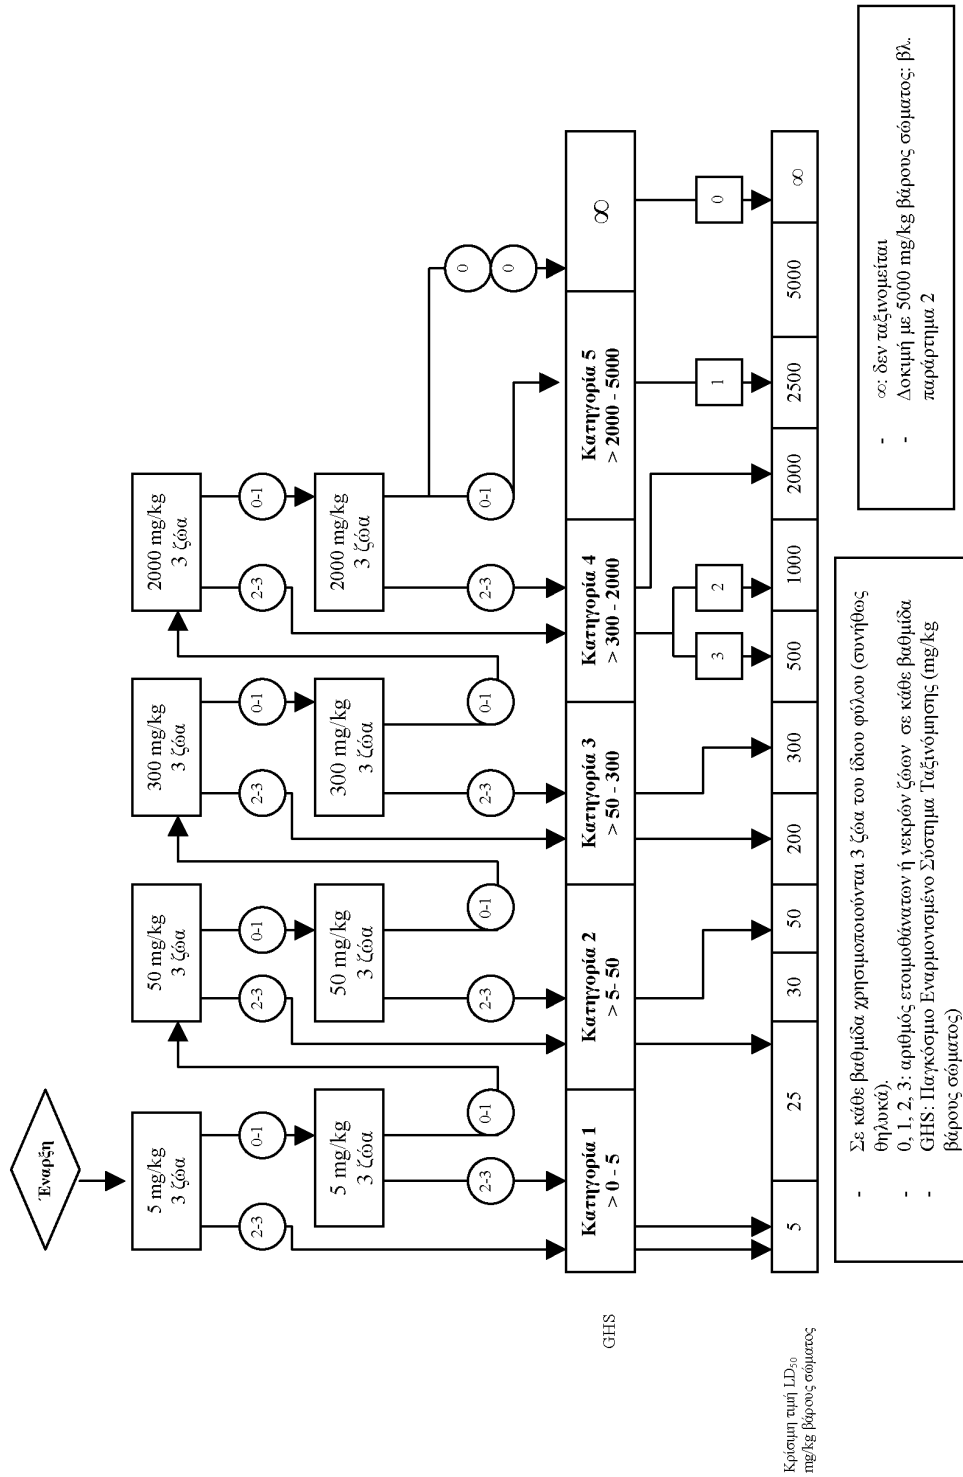 Έναρξη
5 mg/kg
3 ζώα
50 mg/kg
3 ζώα
300 mg/kg
3 ζώα
2000 mg/kg
3 ζώα
2-3
0-1
2-3
0-1
2-3
0-1
2-3
0-1
5 mg/kg
3 ζώα
50 mg/kg
3 ζώα
300 mg/kg
3 ζώα
2000 mg/kg
3 ζώα
2-3
0-1
2-3
0-1
2-3
0-1
2-3
0-1
0
0
GHS
Κατηγορία 1
> 0 - 5
Κατηγορία 2
> 5- 50
Κατηγορία 3
> 50 - 300
Κατηγορία 4
> 300 - 2000
Κατηγορία 5
> 2000 - 5000
∞
3
2
1
0
Κρίσιμη τιμή LD50
mg/kg βάρους σώματος
5
25
30
50
200
300
500
1000
2000
2500
5000
∞
- Σε κάθε βαθμίδα χρησιμοποιούνται 3 ζώα του ίδιου φύλου (συνήθως
θηλυκά).
- 0, 1, 2, 3: αριθμός ετοιμοθάνατων ή νεκρών ζώων σε κάθε βαθμίδα
- GHS: Παγκόσμιο Εναρμονισμένο Σύστημα Ταξινόμησης (mg/kg
βάρους σώματος)
- ∞: δεν ταξινομείται
- Δοκιμή με 5000 mg/kg βάρους σώματος: βλ.
παράρτημα 2